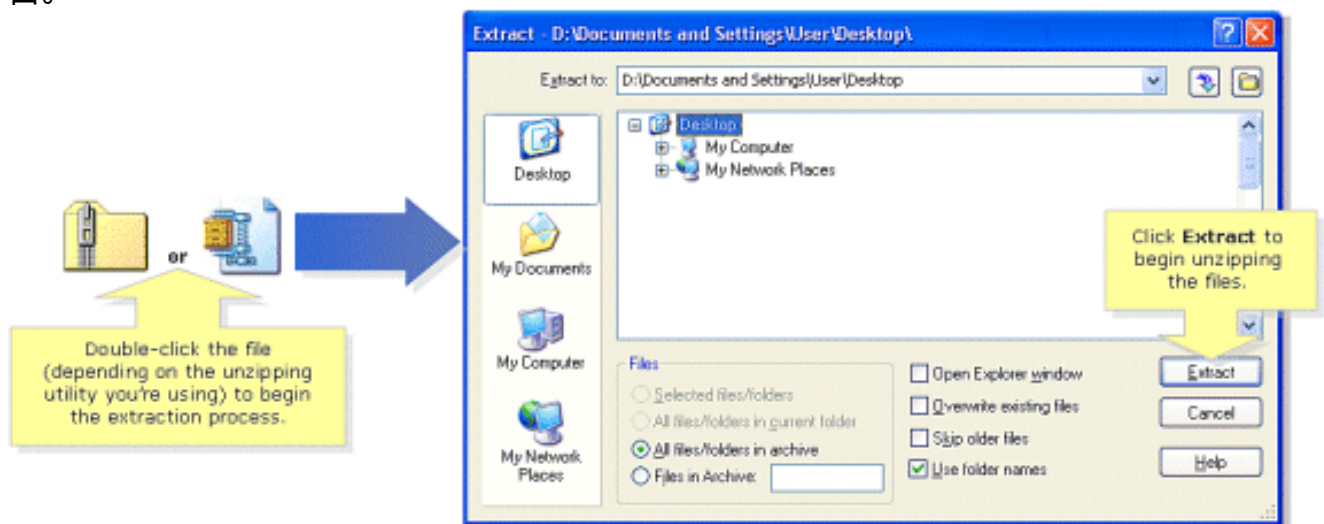 面。
Extract - D:\Documents and Settings\User\Desktop\
Extract to: D:\Documents and Settings\User\Desktop
Desktop
My Computer
My Network Places
Desktop
My Documents
My Computer
My Network
Places
or
Double-click the file
(depending on the unzipping
utility you're using) to begin
the extraction process.
Click Extract to
begin unzipping
the files.
Files
Selected files/folders
All files/folders in current folder
All files/folders in archive
Files in Archive:
Open Explorer window
Overwrite existing files
Skip older files
Use folder names
Extract
Cancel
Help